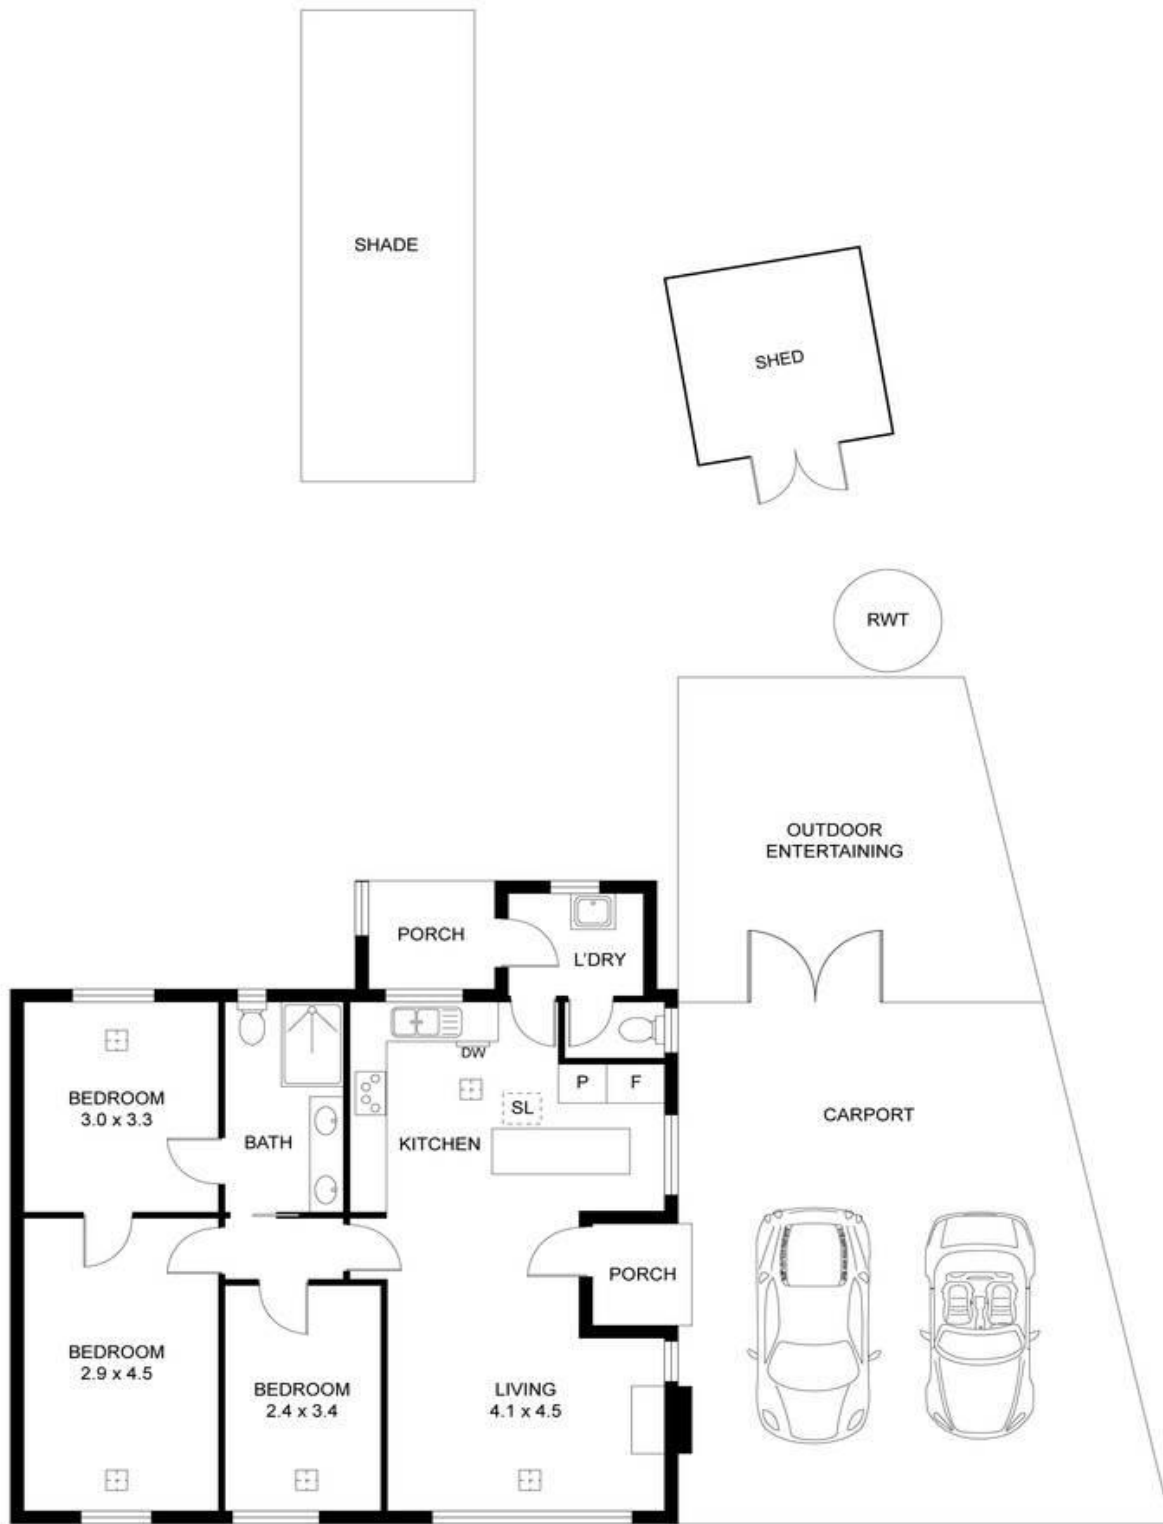 SHADE
SHED
RWT
OUTDOOR
ENTERTAINING
PORCH
L'DRY
DW
P
F
BEDROOM
3.0 x 3.3
SL
CARPORT
BATH
KITCHEN
PORCH
BEDROOM
2.9 x 4.5
BEDROOM
2.4 x 3.4
LIVING
4.1 x 4.5